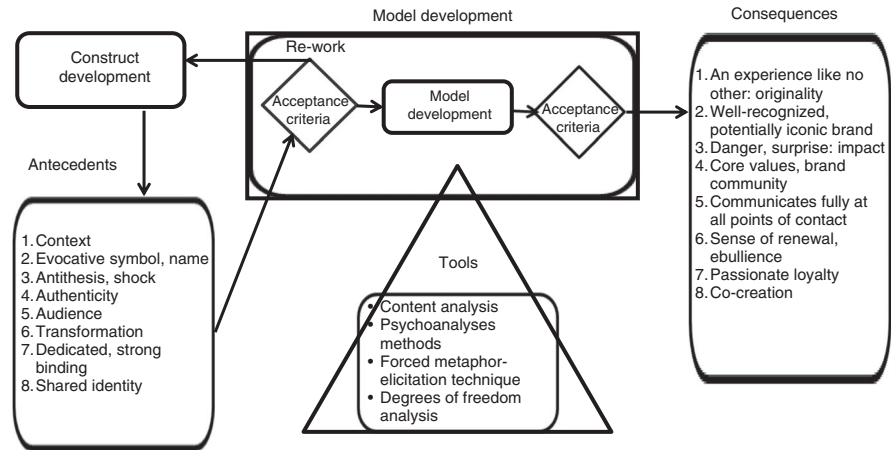 Model development
Consequences
Construct
development
Re-work
Acceptance
criteria
Model
development
Acceptance
criteria
Antecedents
1. Context
2. Evocative symbol, name
3. Antithesis, shock
4. Authenticity
5. Audience
6. Transformation
7. Dedicated, strong
binding
8. Shared identity
Tools
• Content analysis
• Psychoanalyses
methods
• Forced metaphor-
elicitation technique
• Degrees of freedom
analysis
1. An experience like no
other: originality
2. Well-recognized,
potentially iconic brand
3. Danger, surprise: impact
4. Core values, brand
community
5. Communicates fully at
all points of contact
6. Sense of renewal,
ebullience
7. Passionate loyalty
8. Co-creation